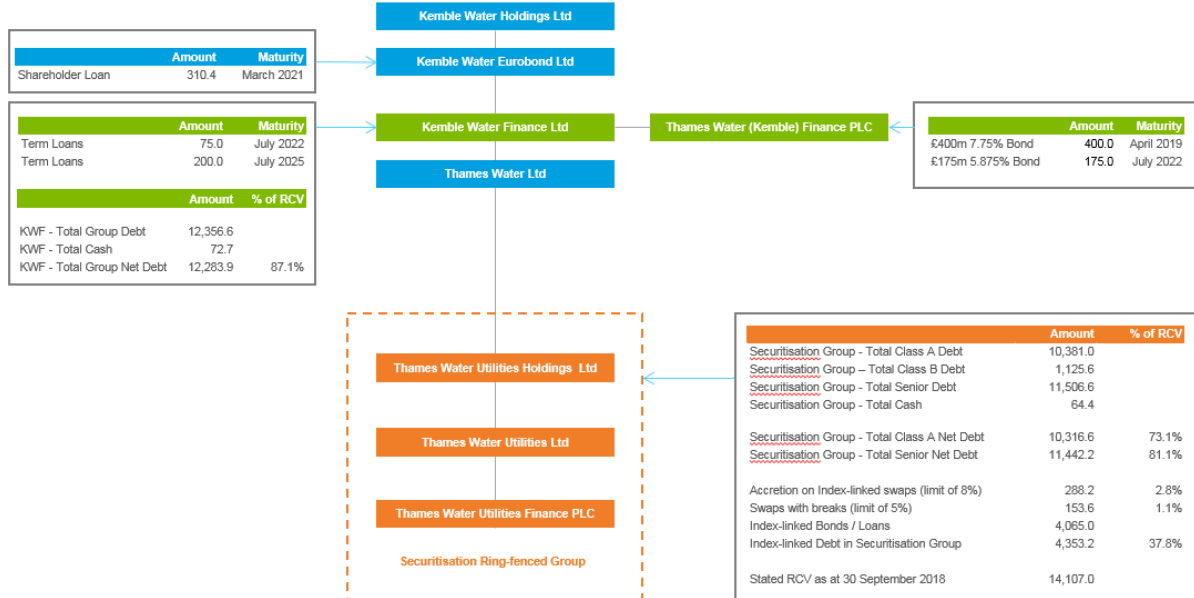 Kemble Water Holdings Ltd
Amount Maturity
Shareholder Loan 310.4 March 2021
Kemble Water Eurobond Ltd
Amount Maturity
Term Loans 75.0 July 2022
Term Loans 200.0 July 2025
Amount % of RCV
KWF - Total Group Debt 12,356.6
KWF - Total Cash 72.7
KWF - Total Group Net Debt 12,283.9 87.1%
Kemble Water Finance Ltd
Thames Water (Kemble) Finance PLC
Amount Maturity
£400m 7.75% Bond 400.0 April 2019
£175m 5.875% Bond 175.0 July 2022
Thames Water Ltd
Thames Water Utilities Holdings Ltd
Thames Water Utilities Ltd
Thames Water Utilities Finance PLC
Securitisation Ring-fenced Group
Amount % of RCV
Securitisation Group - Total Class A Debt 10,381.0
Securitisation Group – Total Class B Debt 1,125.6
Securitisation Group - Total Senior Debt 11,506.6
Securitisation Group - Total Cash 64.4
Securitisation Group - Total Class A Net Debt 10,316.6 73.1%
Securitisation Group - Total Senior Net Debt 11,442.2 81.1%
Accretion on Index-linked swaps (limit of 8%) 288.2 2.8%
Swaps with breaks (limit of 5%) 153.6 1.1%
Index-linked Bonds / Loans 4,065.0
Index-linked Debt in Securitisation Group 4,353.2 37.8%
Stated RCV as at 30 September 2018 14,107.0